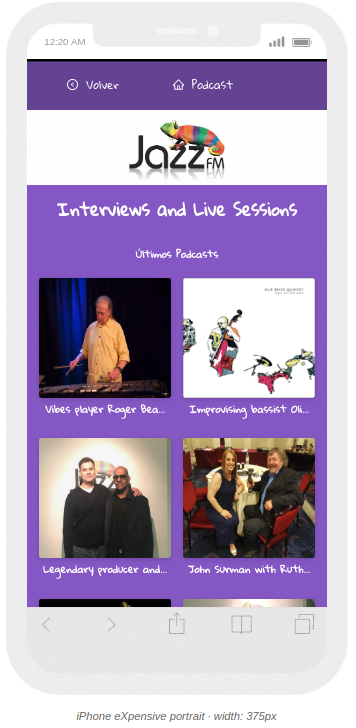 12:20 AM
Volver
Podcast
Jazz FM
Interviews and Live Sessions
Últimos Podcasts
Vibes player Roger Bea...
Improvising bassist Oli...
Legendary producer and...
John Surman with Ruth...
iPhone eXpensive portrait · width: 375px